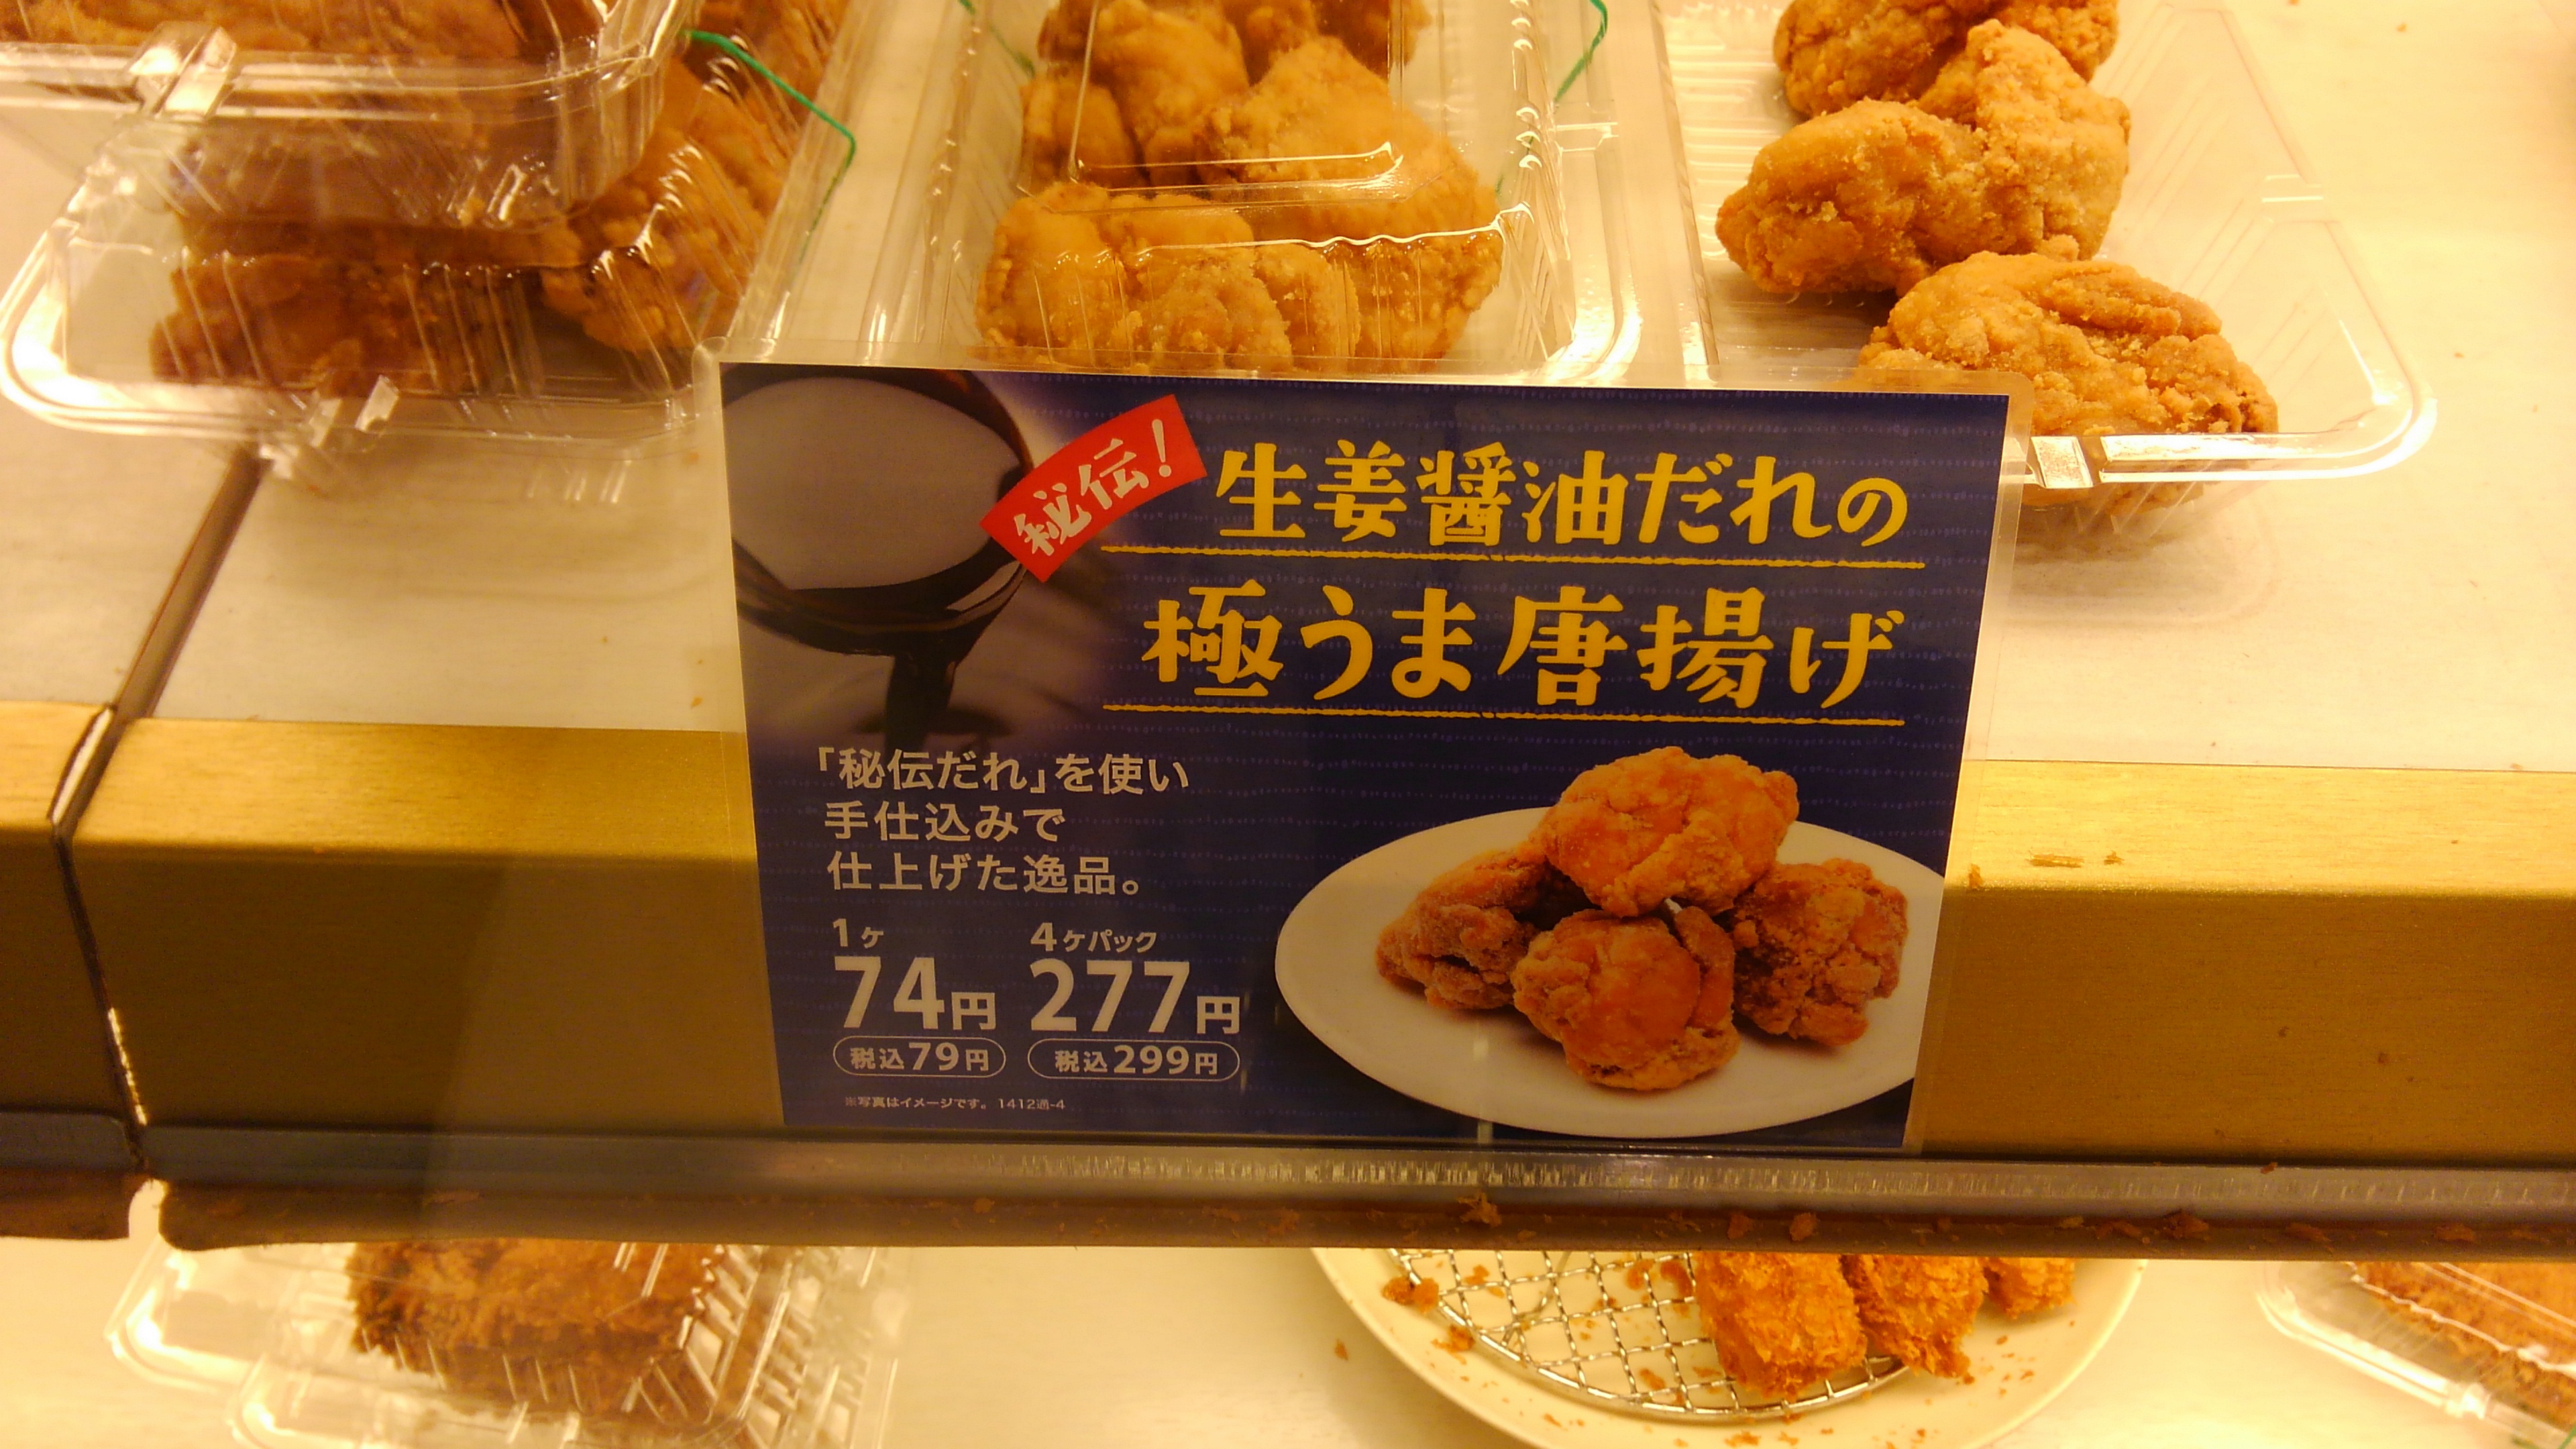 秘伝!
生姜醤油だれの
極うま唐揚げ
「秘伝だれ」を使い
手仕込みで
仕上げた逸品。
1ヶ 4ヶパック
74円 277円
税込79円 税込299円
※写真はイメージです。 1412通-4